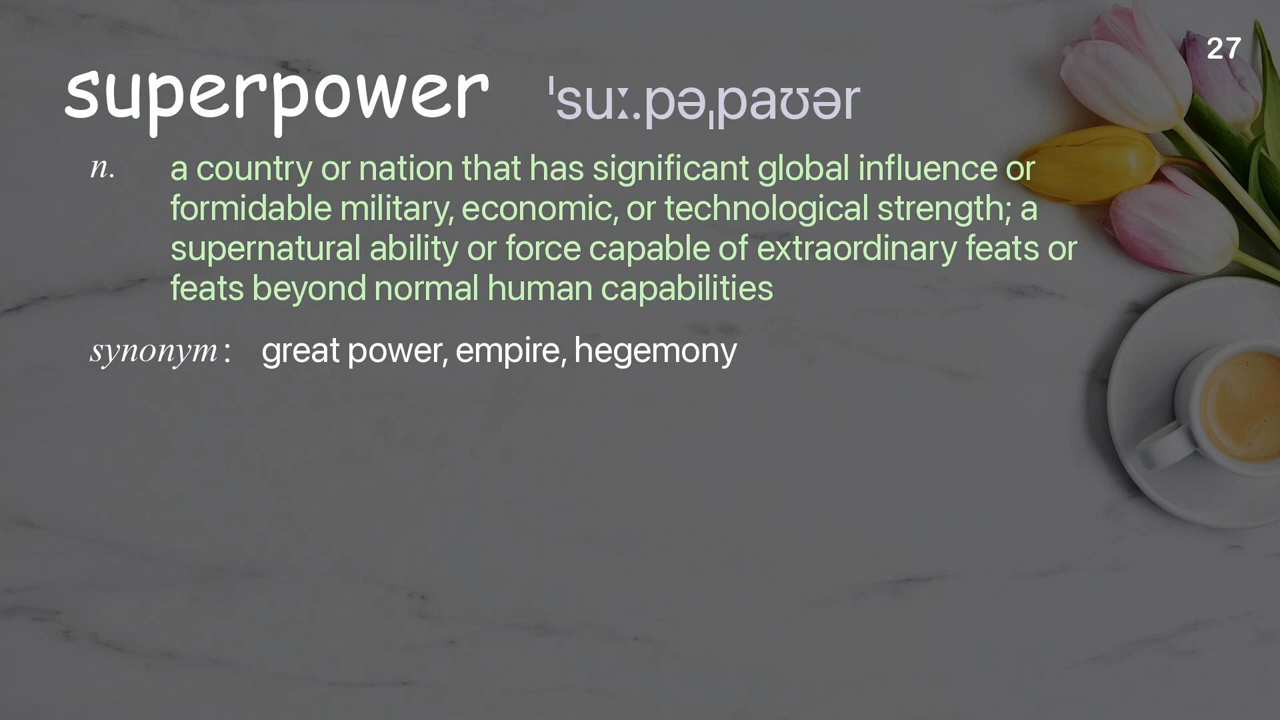 27
superpower ˈsuː.pəˌpaʊər
n. a country or nation that has significant global influence or
formidable military, economic, or technological strength; a
supernatural ability or force capable of extraordinary feats or
feats beyond normal human capabilities
synonym: great power, empire, hegemony